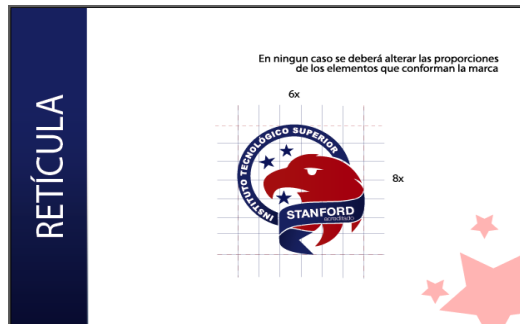 RETÍCULA
En ningun caso se deberá alterar las proporciones
de los elementos que conforman la marca
6x
8x
INSTITUTO TECNOLÓGICO SUPERIOR
STANFORD
acreditado